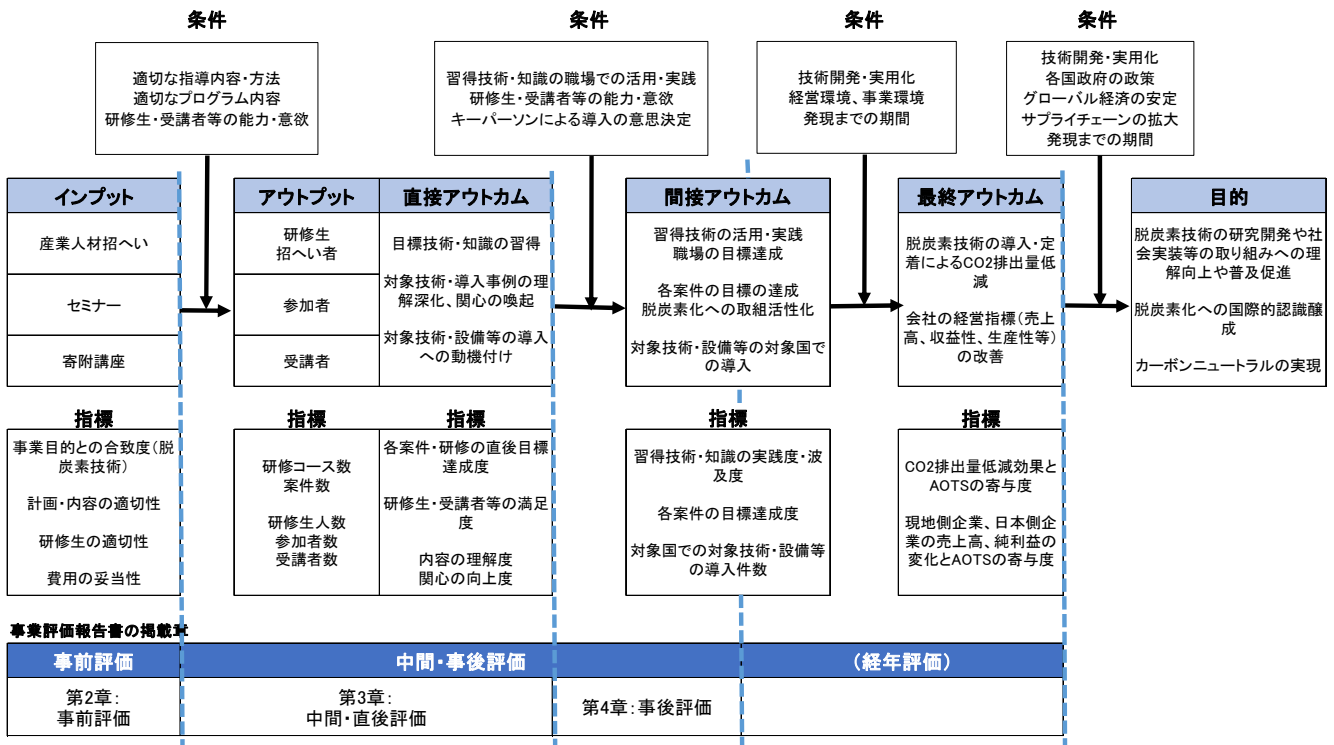 条件
条件
条件
条件
適切な指導内容・方法
適切なプログラム内容
研修生・受講者等の能力・意欲
習得技術・知識の職場での活用・実践
研修生・受講者等の能力・意欲
キーパーソンによる導入の意思決定
技術開発・実用化
経営環境、事業環境
発現までの期間
技術開発・実用化
各国政府の政策
グローバル経済の安定
サプライチェーンの拡大
発現までの期間
インプット
産業人材招へい
セミナー
寄附講座
アウトプット
研修生
招へい者
参加者
受講者
直接アウトカム
目標技術・知識の習得
対象技術・導入事例の理
解深化、関心の喚起
対象技術・設備等の導入
への動機付け
間接アウトカム
習得技術の活用・実践
職場の目標達成
各案件の目標の達成
脱炭素化への取組活性化
対象技術・設備等の対象国で
の導入
最終アウトカム
脱炭素技術の導入・定
着によるCO2排出量低
減
会社の経営指標(売上
高、収益性、生産性等)
の改善
目的
脱炭素技術の研究開発や社
会実装等の取り組みへの理
解向上や普及促進
脱炭素化への国際的認識醸
成
カーボンニュートラルの実現
指標
事業目的との合致度(脱
炭素技術)
計画・内容の適切性
研修生の適切性
費用の妥当性
指標
研修コース数
案件数
研修生人数
参加者数
受講者数
指標
各案件・研修の直後目標
達成度
研修生・受講者等の満足
度
内容の理解度
関心の向上度
指標
習得技術・知識の実践度・波
及度
各案件の目標達成度
対象国での対象技術・設備等
の導入件数
指標
CO2排出量低減効果と
AOTSの寄与度
現地側企業、日本側企
業の売上高、純利益の
変化とAOTSの寄与度
事業評価報告書の掲載章
事前評価
中間・事後評価
(経年評価)
第2章:
事前評価
第3章:
中間・直後評価
第4章:事後評価